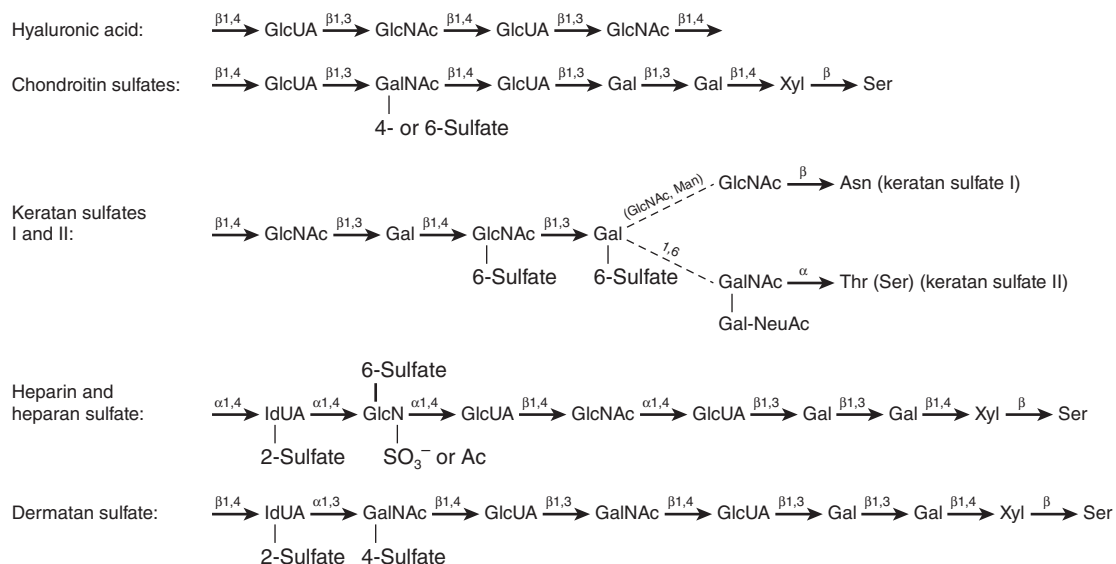 Hyaluronic acid: β1,4 GlcUA β1,3 GlcNAc β1,4 GlcUA β1,3 GlcNAc β1,4
Chondroitin sulfates: β1,4 GlcUA β1,3 GalNAc β1,4 GlcUA β1,3 Gal β1,3 Gal β1,4 Xyl β Ser
4- or 6-Sulfate
(GlcNAc, Man) GlcNAc β Asn (keratan sulfate I)
Keratan sulfates
I and II: β1,4 GlcNAc β1,3 Gal β1,4 GlcNAc β1,3 Gal
6-Sulfate 6-Sulfate
1,6 GalNAc α Thr (Ser) (keratan sulfate II)
Gal-NeuAc
6-Sulfate
Heparin and
heparan sulfate: α1,4 IdUA α1,4 GlcN α1,4 GlcUA β1,4 GlcNAc α1,4 GlcUA β1,3 Gal β1,3 Gal β1,4 Xyl β Ser
2-Sulfate SO₃⁻ or Ac
Dermatan sulfate: β1,4 IdUA α1,3 GalNAc β1,4 GlcUA β1,3 GalNAc β1,4 GlcUA β1,3 Gal β1,3 Gal β1,4 Xyl β Ser
2-Sulfate 4-Sulfate